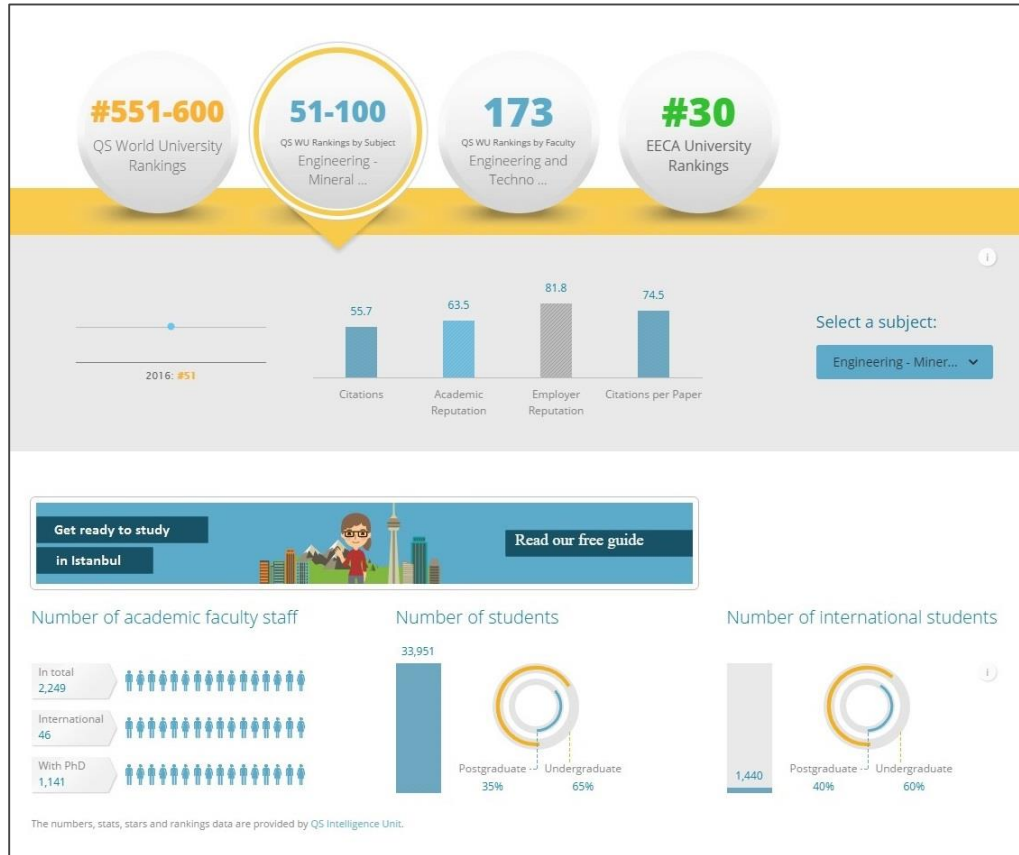 #551-600
QS World University
Rankings
51-100
QS WU Rankings by Subject
Engineering -
Mineral ...
173
QS WU Rankings by Faculty
Engineering and
Techno ...
#30
EECA University
Rankings
2016: #51
55.7
63.5
81.8
74.5
Citations
Academic
Reputation
Employer
Reputation
Citations per Paper
i
Select a subject:
Engineering - Miner...
Get ready to study
in Istanbul
Read our free guide
Number of academic faculty staff
In total
2,249
International
46
With PhD
1,141
Number of students
33,951
Postgraduate
35%
Undergraduate
65%
Number of international students
i
1,440
Postgraduate
40%
Undergraduate
60%
The numbers, stats, stars and rankings data are provided by QS Intelligence Unit.